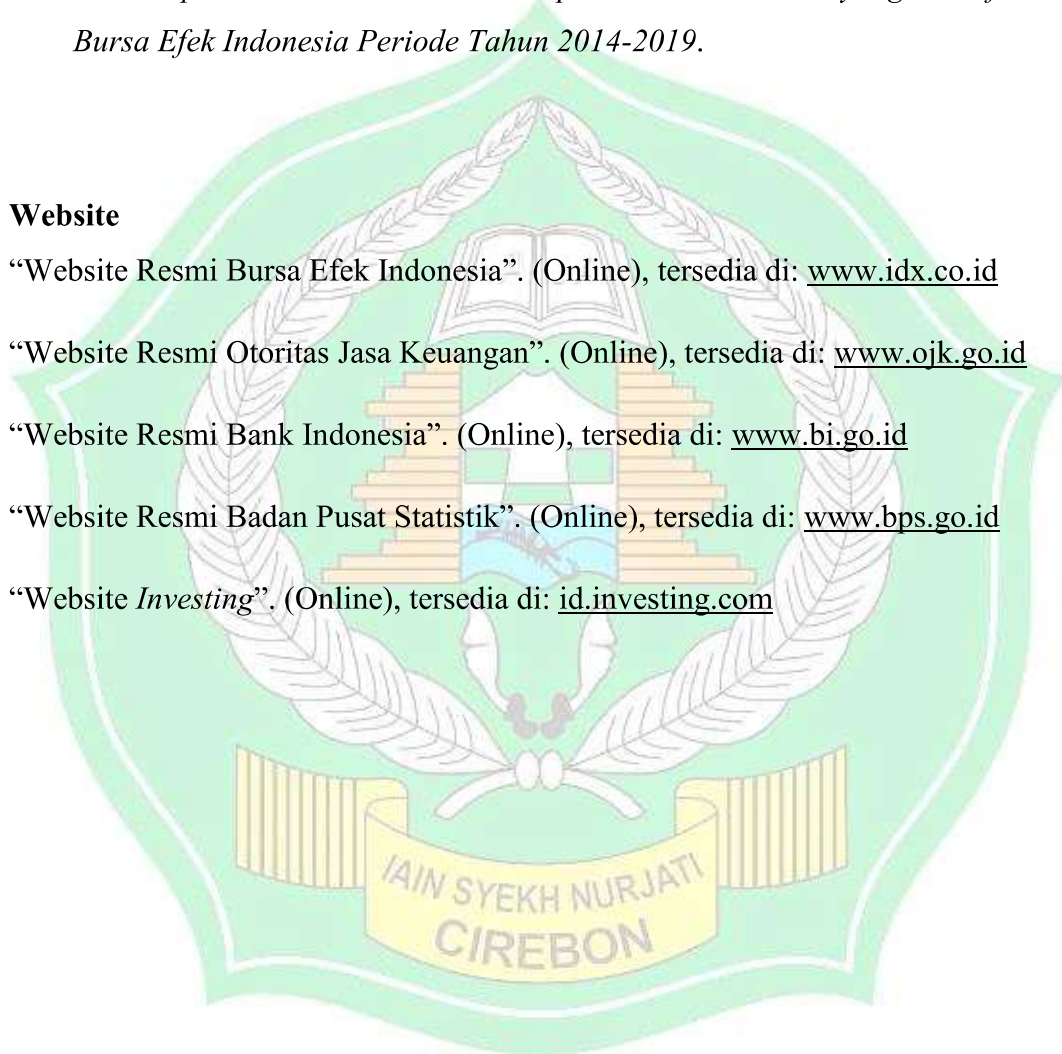 Bursa Efek Indonesia Periode Tahun 2014-2019.
Website
“Website Resmi Bursa Efek Indonesia”. (Online), tersedia di: www.idx.co.id
“Website Resmi Otoritas Jasa Keuangan”. (Online), tersedia di: www.ojk.go.id
“Website Resmi Bank Indonesia”. (Online), tersedia di: www.bi.go.id
“Website Resmi Badan Pusat Statistik”. (Online), tersedia di: www.bps.go.id
“Website Investing”. (Online), tersedia di: id.investing.com
IAIN SYEKH NURJATI
CIREBON